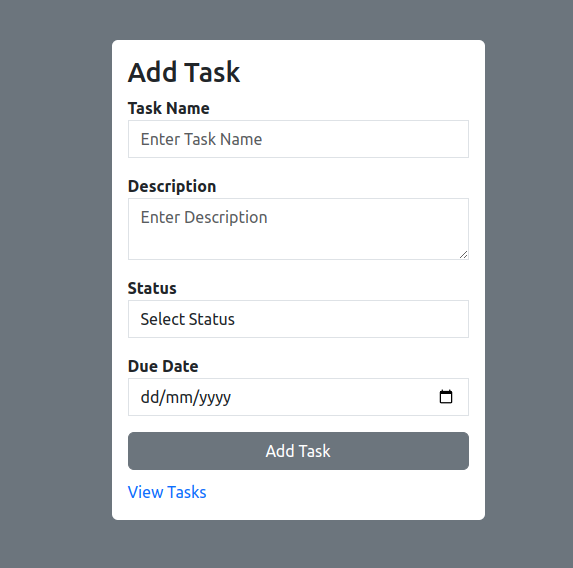 Add Task
Task Name
Enter Task Name
Description
Enter Description
Status
Select Status
Due Date
dd/mm/yyyy
Add Task
View Tasks